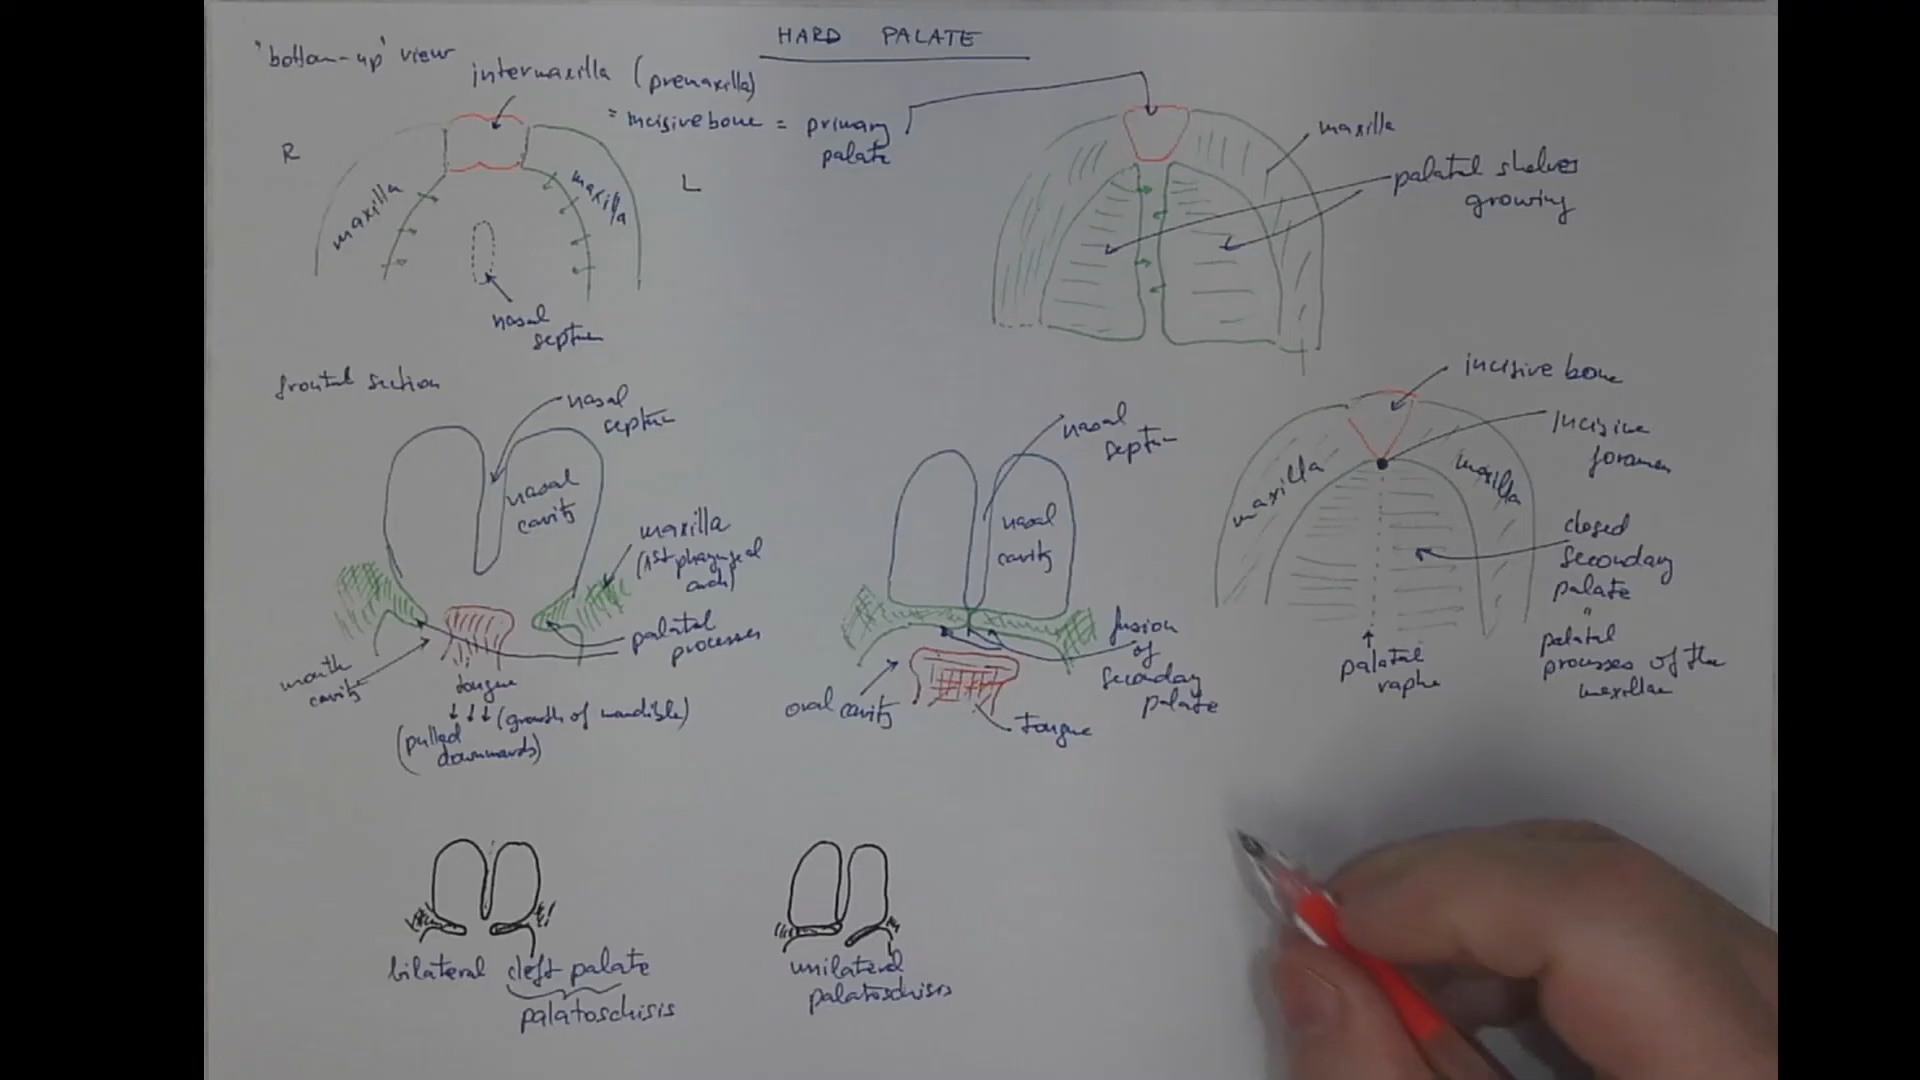 HARD PALATE
'bottom-up' view
intermaxilla (premaxilla)
= incisive bone = primary
palate
R
L
maxilla
maxilla
nasal
septum
maxilla
palatal shelves
growing
frontal section
nasal
septum
nasal
cavity
maxilla
(1st pharyngeal
arch)
palatal
processes
mouth
cavity
tongue
↓↓↓ (growth of mandible)
(pulled
downwards)
nasal
septum
nasal
cavity
fusion
of
secondary
palate
oral cavity
tongue
incisive bone
Incisive
foramen
maxilla
maxilla
closed
secondary
palate
=
palatal
processes of the
maxillae
palatal
raphe
bilateral cleft palate
palatoschisis
unilateral
palatoschisis